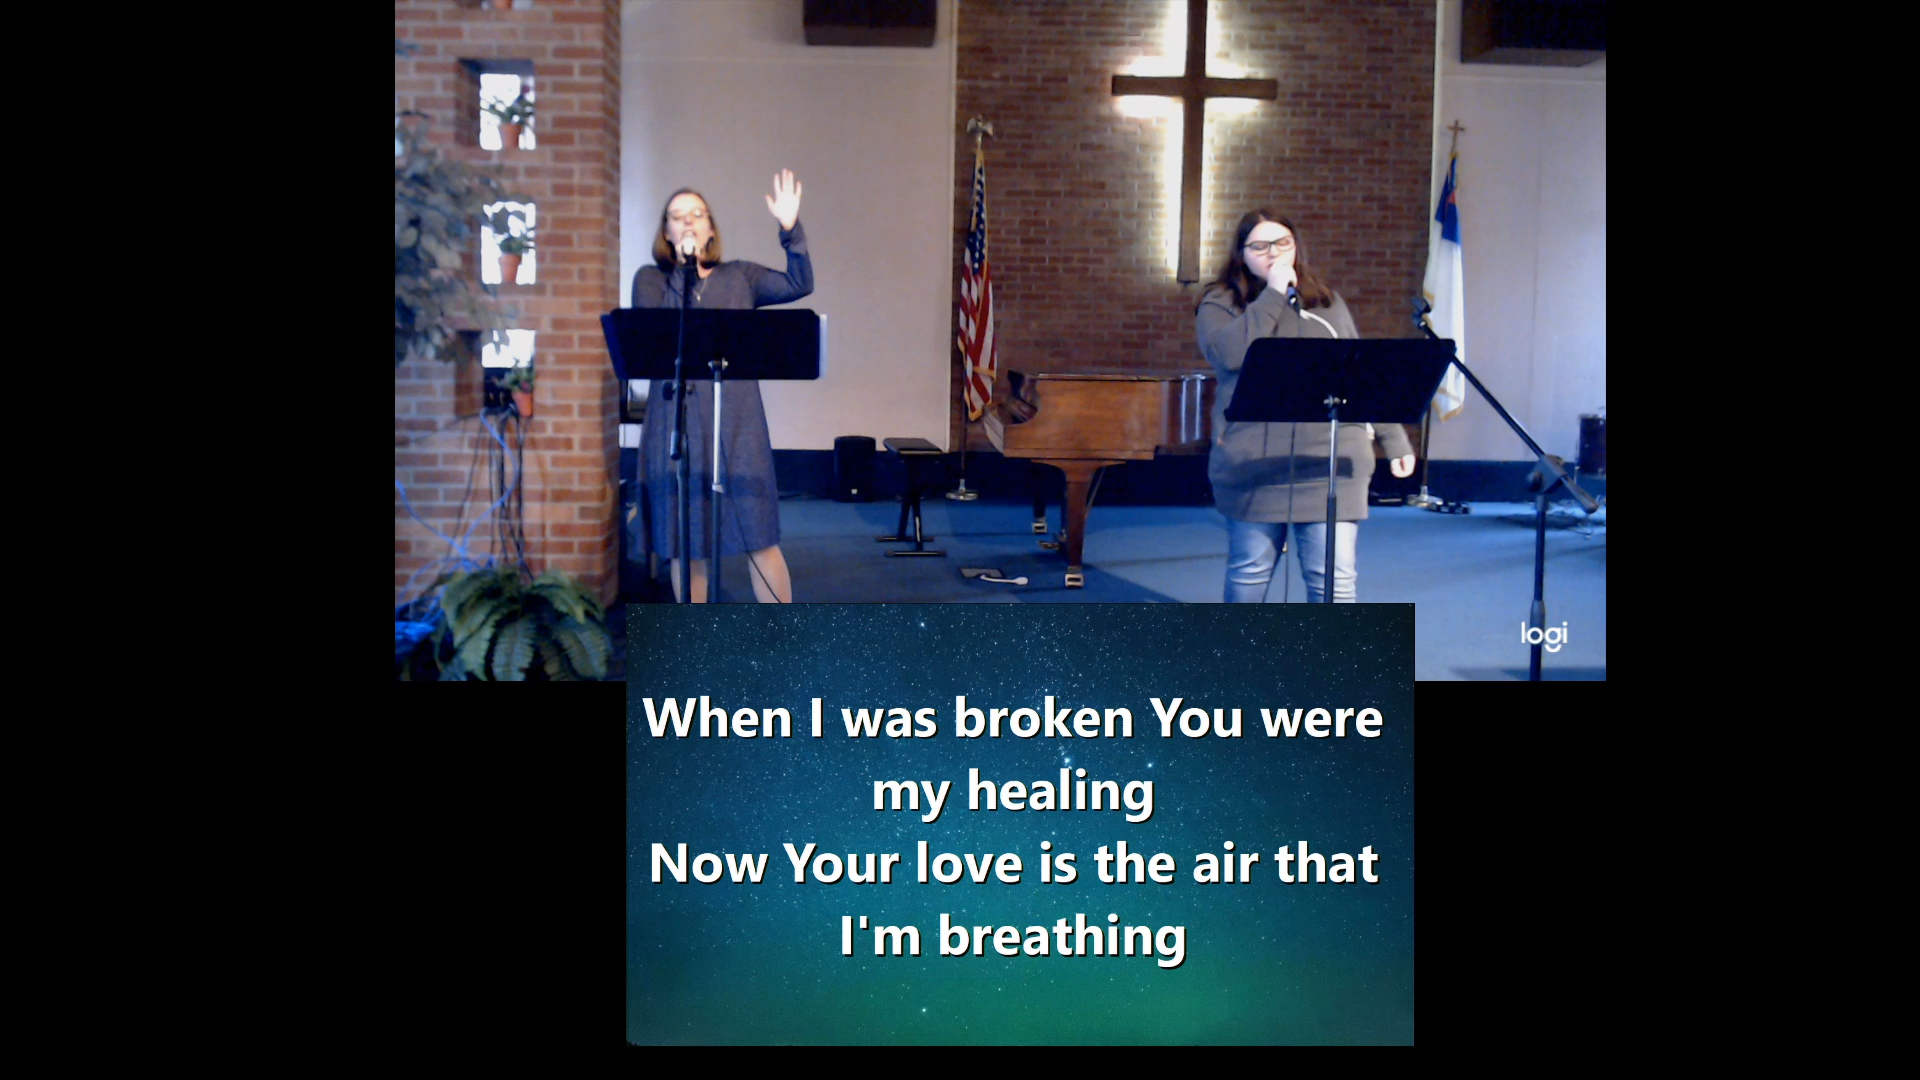 logi
When I was broken You were
my healing
Now Your love is the air that
I'm breathing